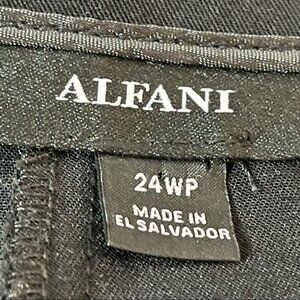 ALFANI
24WP
MADE IN
EL SALVADOR